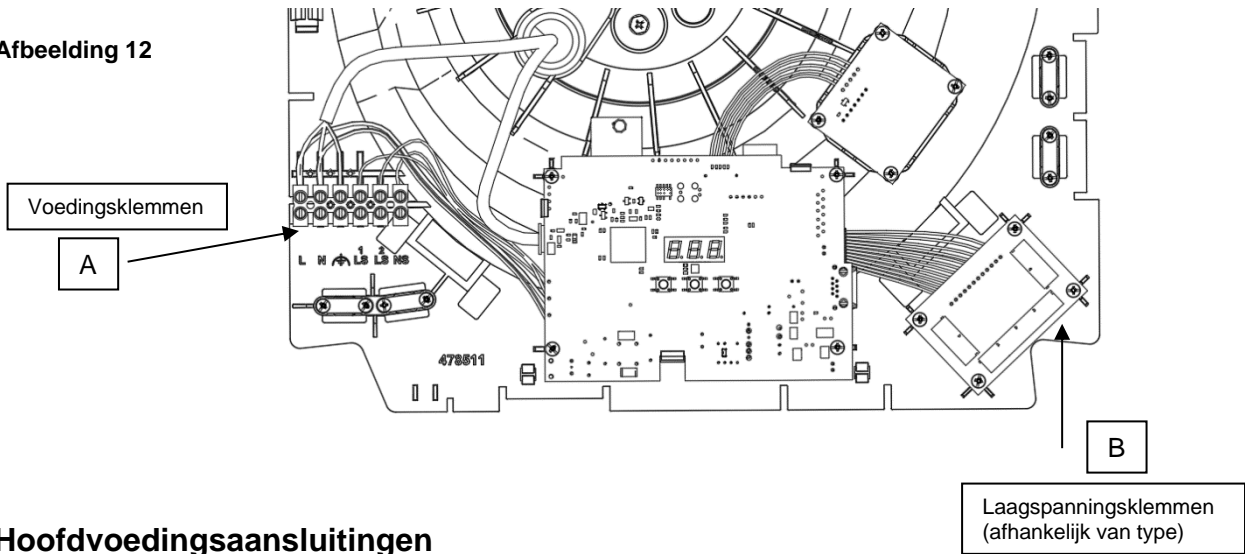 Afbeelding 12
Voedingsklemmen
A
1 2
L N LS LS NS
478511
B
Laagspanningsklemmen
(afhankelijk van type)
Hoofdvoedingsaansluitingen